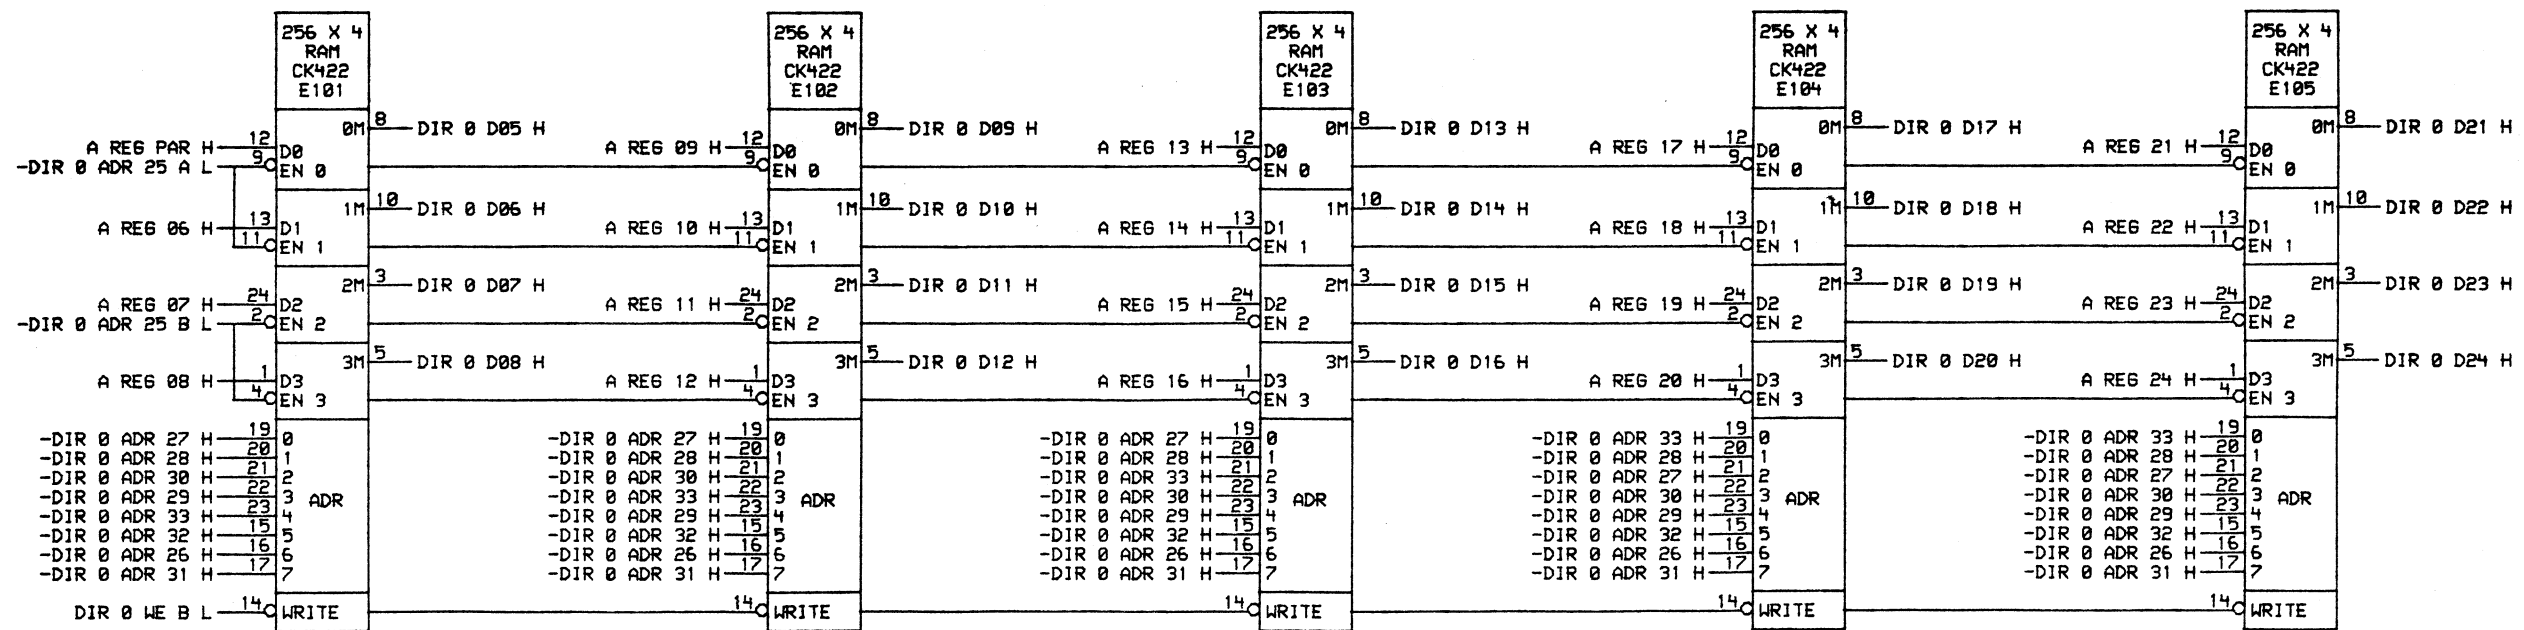 256 X 4 256 X 4 256 X 4 256 X 4 256 X 4
RAM RAM RAM RAM RAM
CK422 CK422 CK422 CK422 CK422
E101 E102 E103 E104 E105
0M 8 DIR 0 D05 H 0M 8 DIR 0 D09 H 0M 8 DIR 0 D13 H 0M 8 DIR 0 D17 H 0M 8 DIR 0 D21 H
A REG PAR H 12 D0 A REG 09 H 12 D0 A REG 13 H 12 D0 A REG 17 H 12 D0 A REG 21 H 12 D0
-DIR 0 ADR 25 A L 9 EN 0 9 EN 0 9 EN 0 9 EN 0 9 EN 0
1M 10 DIR 0 D06 H 1M 10 DIR 0 D10 H 1M 10 DIR 0 D14 H 1M 10 DIR 0 D18 H 1M 10 DIR 0 D22 H
A REG 06 H 13 D1 A REG 10 H 13 D1 A REG 14 H 13 D1 A REG 18 H 13 D1 A REG 22 H 13 D1
11 EN 1 11 EN 1 11 EN 1 11 EN 1 11 EN 1
2M 3 DIR 0 D07 H 2M 3 DIR 0 D11 H 2M 3 DIR 0 D15 H 2M 3 DIR 0 D19 H 2M 3 DIR 0 D23 H
A REG 07 H 24 D2 A REG 11 H 24 D2 A REG 15 H 24 D2 A REG 19 H 24 D2 A REG 23 H 24 D2
-DIR 0 ADR 25 B L 2 EN 2 2 EN 2 2 EN 2 2 EN 2 2 EN 2
3M 5 DIR 0 D08 H 3M 5 DIR 0 D12 H 3M 5 DIR 0 D16 H 3M 5 DIR 0 D20 H 3M 5 DIR 0 D24 H
A REG 08 H 1 D3 A REG 12 H 1 D3 A REG 16 H 1 D3 A REG 20 H 1 D3 A REG 24 H 1 D3
4 EN 3 4 EN 3 4 EN 3 4 EN 3 4 EN 3
-DIR 0 ADR 27 H 19 0 -DIR 0 ADR 27 H 19 0 -DIR 0 ADR 27 H 19 0 -DIR 0 ADR 33 H 19 0 -DIR 0 ADR 33 H 19 0
-DIR 0 ADR 28 H 20 1 -DIR 0 ADR 28 H 20 1 -DIR 0 ADR 28 H 20 1 -DIR 0 ADR 28 H 20 1 -DIR 0 ADR 28 H 20 1
-DIR 0 ADR 30 H 21 2 -DIR 0 ADR 30 H 21 2 -DIR 0 ADR 33 H 21 2 -DIR 0 ADR 27 H 21 2 -DIR 0 ADR 27 H 21 2
-DIR 0 ADR 29 H 22 3 ADR -DIR 0 ADR 33 H 22 3 ADR -DIR 0 ADR 30 H 22 3 ADR -DIR 0 ADR 30 H 22 3 ADR -DIR 0 ADR 30 H 22 3 ADR
-DIR 0 ADR 33 H 23 4 -DIR 0 ADR 29 H 23 4 -DIR 0 ADR 29 H 23 4 -DIR 0 ADR 29 H 23 4 -DIR 0 ADR 29 H 23 4
-DIR 0 ADR 32 H 15 5 -DIR 0 ADR 32 H 15 5 -DIR 0 ADR 32 H 15 5 -DIR 0 ADR 32 H 15 5 -DIR 0 ADR 32 H 15 5
-DIR 0 ADR 26 H 16 6 -DIR 0 ADR 26 H 16 6 -DIR 0 ADR 26 H 16 6 -DIR 0 ADR 26 H 16 6 -DIR 0 ADR 26 H 16 6
-DIR 0 ADR 31 H 17 7 -DIR 0 ADR 31 H 17 7 -DIR 0 ADR 31 H 17 7 -DIR 0 ADR 31 H 17 7 -DIR 0 ADR 31 H 17 7
DIR 0 WE B L 14 WRITE 14 WRITE 14 WRITE 14 WRITE 14 WRITE